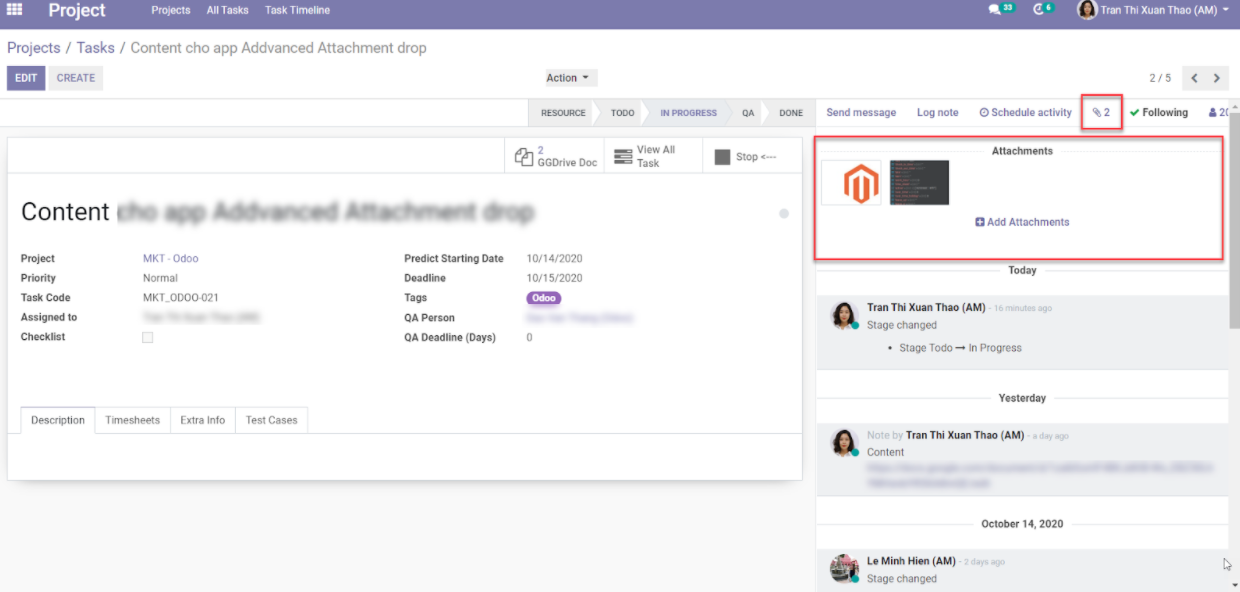 Project
Projects All Tasks Task Timeline
33 6 Tran Thi Xuan Thao (AM)
Projects / Tasks / Content cho app Addvanced Attachment drop
EDIT CREATE
Action
2 / 5
RESOURCE TODO IN PROGRESS QA DONE
Send message Log note Schedule activity 2 Following 20
2
GGDrive Doc
View All
Task
Stop <---
Attachments
Add Attachments
Content
Project MKT - Odoo
Priority Normal
Task Code MKT_ODOO-021
Assigned to
Checklist
Predict Starting Date 10/14/2020
Deadline 10/15/2020
Tags Odoo
QA Person
QA Deadline (Days) 0
Description Timesheets Extra Info Test Cases
Today
Tran Thi Xuan Thao (AM) - 16 minutes ago
Stage changed
• Stage Todo → In Progress
Yesterday
Note by Tran Thi Xuan Thao (AM) - a day ago
Content
October 14, 2020
Le Minh Hien (AM) - 2 days ago
Stage changed